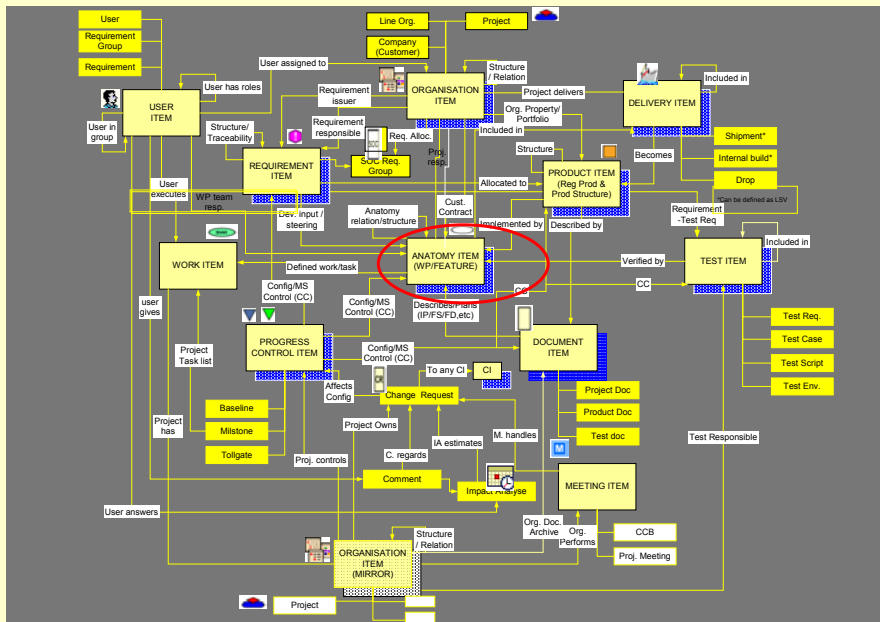 User
Requirement
Group
Requirement
Line Org.
Project
Company
(Customer)
User assigned to
User has roles
USER
ITEM
User in
group
Requirement
issuer
Requirement
responsible
Structure
/ Relation
ORGANISATION
ITEM
Project delivers
Org. Property/
Portfolio
Included in
Included in
DELIVERY ITEM
Structure/
Traceability
REQUIREMENT
ITEM
Req. Alloc.
SOC Req.
Group
Proj.
resp.
Structure
PRODUCT ITEM
(Reg Prod &
Prod Structure)
Becomes
Shipment*
Internal build*
Drop
*Can be defined as LSV
User
executes
WP team
resp.
Allocated to
Dev. input /
steering
Anatomy
relation/structure
Cust.
Contract
Implemented by
Described by
Requirement
-Test Req
WORK ITEM
Defined work/task
ANATOMY ITEM
(WP/FEATURE)
Verified by
Included in
TEST ITEM
Config/MS
Control (CC)
Config/MS
Control (CC)
CC
CC
Describes/Plans
(IP/FS/FD,etc)
user
gives
PROGRESS
CONTROL ITEM
Config/MS
Control (CC)
DOCUMENT
ITEM
Test Req.
Test Case
Test Script
Test Env.
Project
Task list
To any CI
CI
Affects
Config
Change Request
Project Doc
Product Doc
Test doc
M
Baseline
Milstone
Tollgate
Project
has
Project Owns
IA estimates
M. handles
Test Responsible
Proj. controls
C.
regards
Comment
Impact Analyse
MEETING ITEM
User answers
Org. Doc.
Archive
Org.
Performs
CCB
Proj. Meeting
Structure
/ Relation
ORGANISATION
ITEM
(MIRROR)
Project